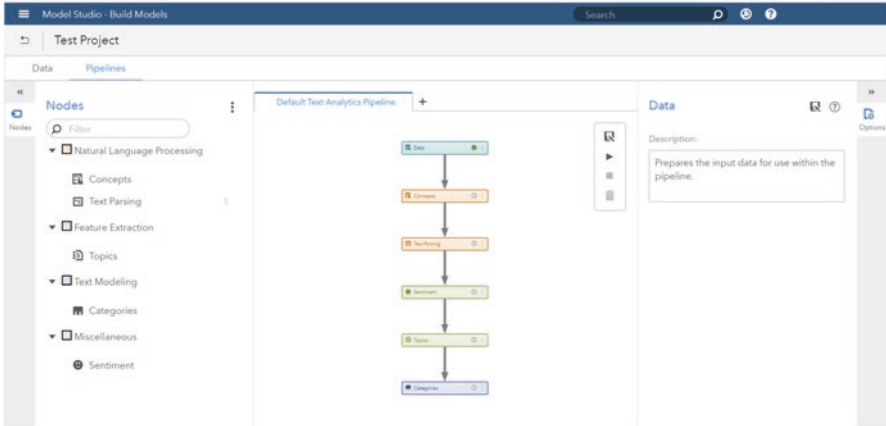 Model Studio - Build Models
Search
Test Project
Data
Pipelines
Nodes
Nodes
Filter
Natural Language Processing
Concepts
Text Parsing
Feature Extraction
Topics
Text Modeling
Categories
Miscellaneous
Sentiment
Default Text Analytics Pipeline
Data
Concepts
Text Parsing
Sentiment
Topics
Categories
Data
Description:
Prepares the input data for use within the
pipeline.
Options